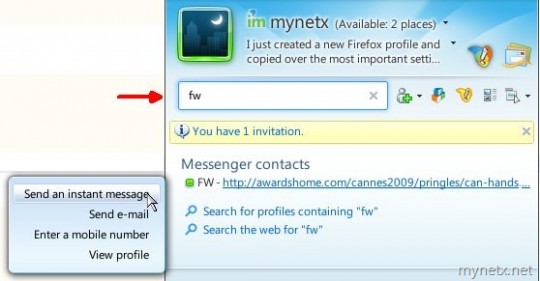 im mynetx (Available: 2 places)
I just created a new Firefox profile and
copied over the most important setti...
fw
You have 1 invitation.
Messenger contacts
FW - http://awardshome.com/cannes2009/pringles/can-hands...
Search for profiles containing "fw"
Search the web for "fw"
Send an instant message
Send e-mail
Enter a mobile number
View profile
mynetx.net